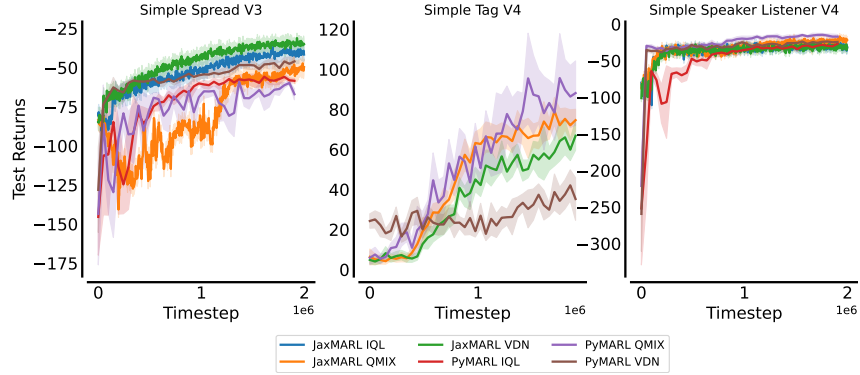 Simple Spread V3
Simple Tag V4
Simple Speaker Listener V4
Test Returns
−25
−50
−75
−100
−125
−150
−175
0
1
2
1e6
Timestep
120
100
80
60
40
20
0
0
1
1e6
Timestep
0
−50
−100
−150
−200
−250
−300
0
1
2
1e6
Timestep
JaxMARL IQL
JaxMARL VDN
PyMARL QMIX
JaxMARL QMIX
PyMARL IQL
PyMARL VDN